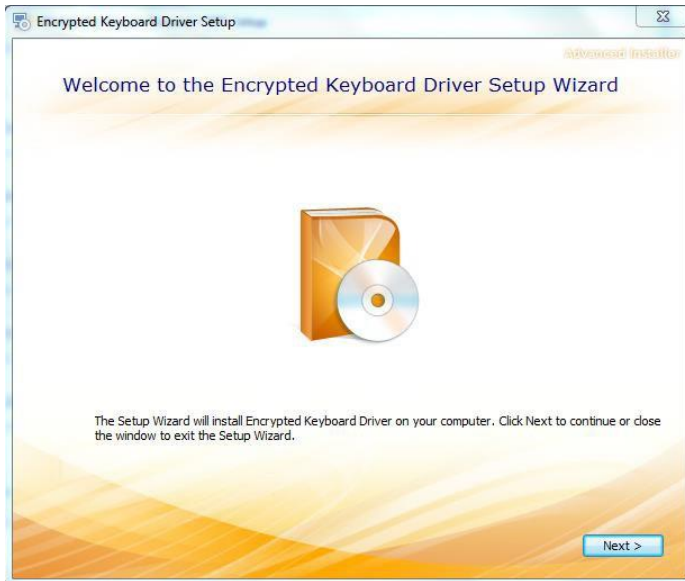 Encrypted Keyboard Driver Setup
Advanced Installer
Welcome to the Encrypted Keyboard Driver Setup Wizard
The Setup Wizard will install Encrypted Keyboard Driver on your computer. Click Next to continue or close
the window to exit the Setup Wizard.
Next >